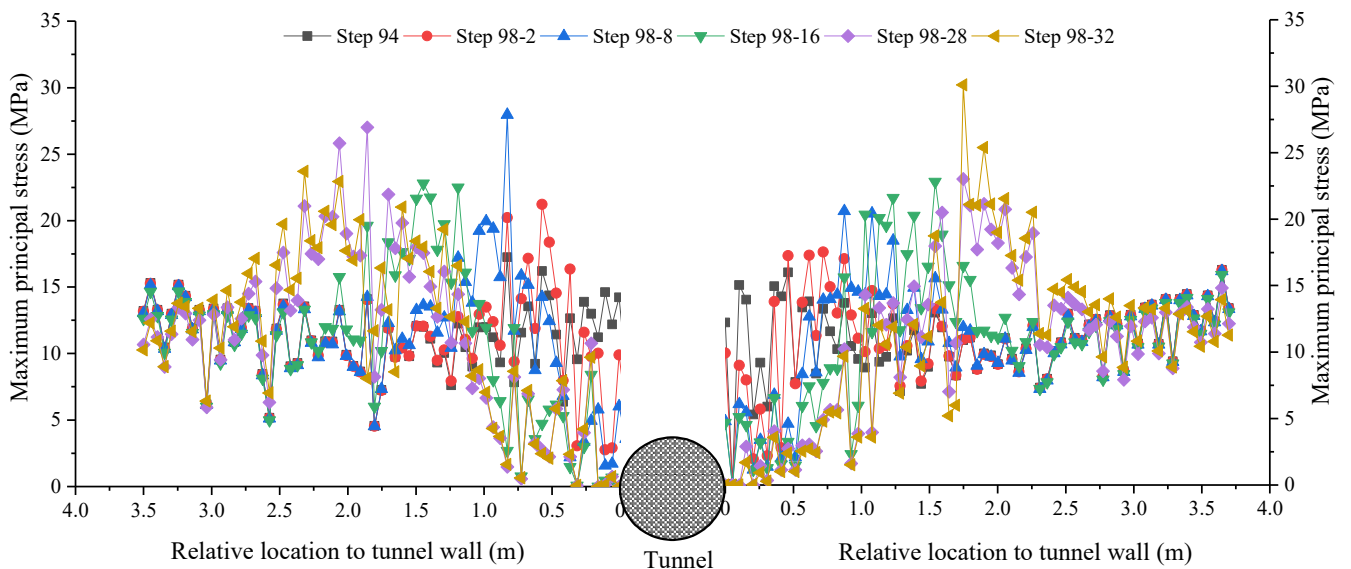 Step 94 Step 98-2 Step 98-8 Step 98-16 Step 98-28 Step 98-32
Maximum principal stress (MPa)
35
30
25
20
15
10
5
0
4.0 3.5 3.0 2.5 2.0 1.5 1.0 0.5 0
Relative location to tunnel wall (m)
Tunnel
0 0.5 1.0 1.5 2.0 2.5 3.0 3.5 4.0
Relative location to tunnel wall (m)
35
30
25
20
15
10
5
0
Maximum principal stress (MPa)